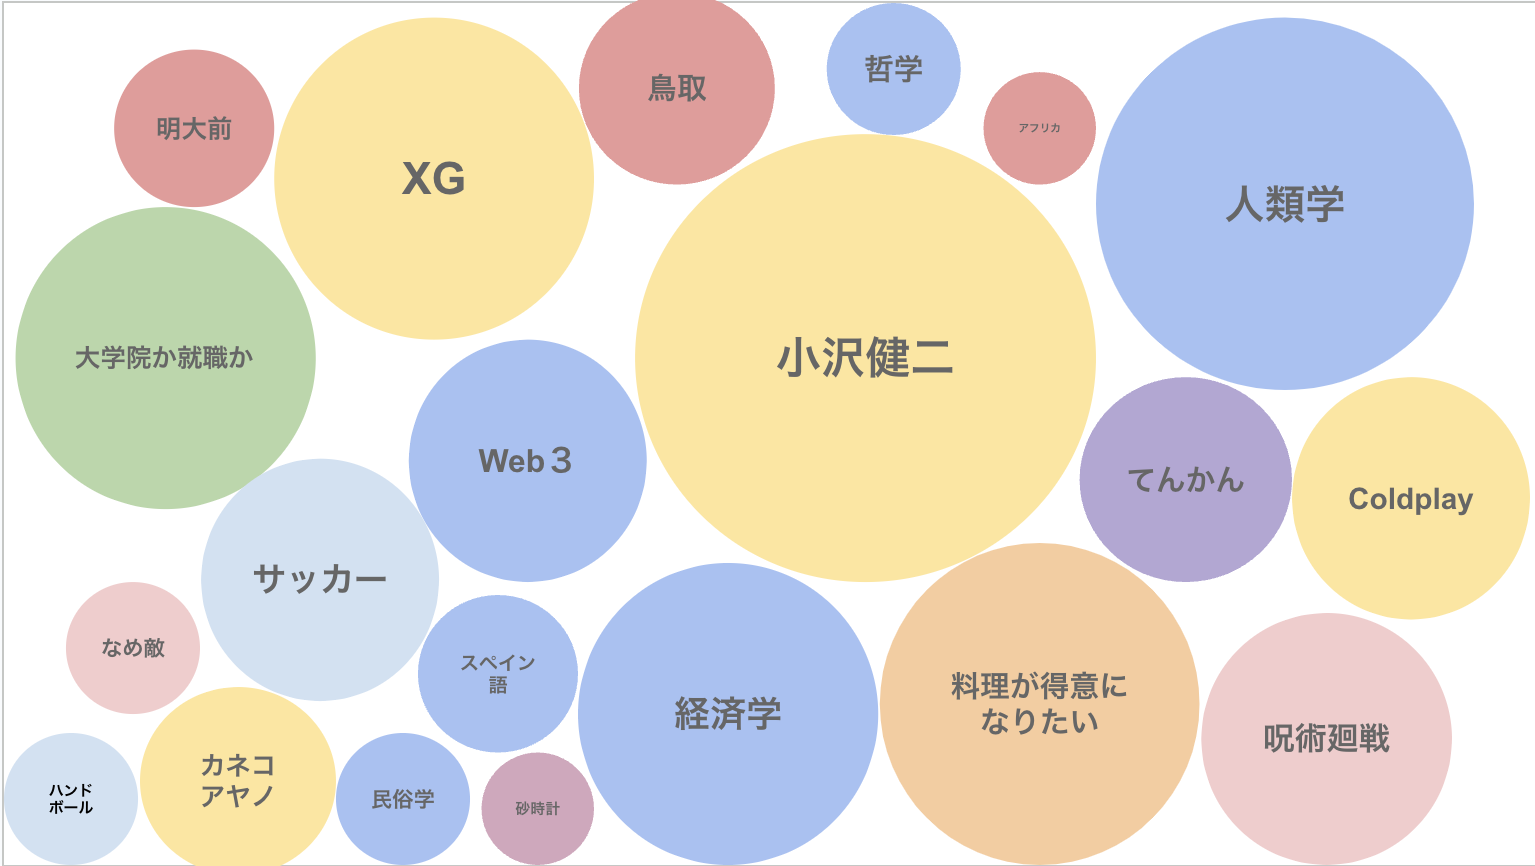 明大前
XG
鳥取
哲学
アフリカ
人類学
大学院か就職か
Web３
小沢健二
てんかん
Coldplay
サッカー
なめ敵
スペイン
語
経済学
料理が得意に
なりたい
呪術廻戦
ハンド
ボール
カネコ
アヤノ
民俗学
砂時計